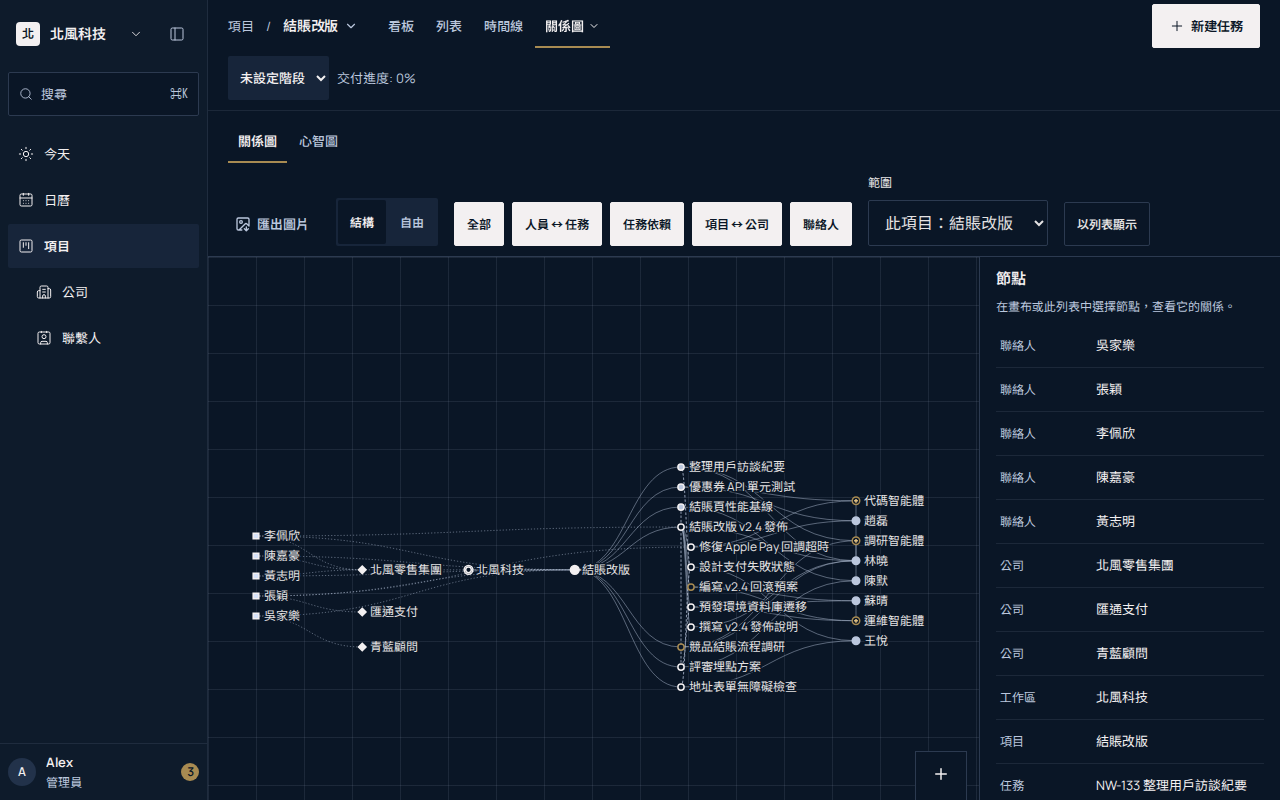 北 北風科技
搜尋 ⌘K
今天
日曆
項目
公司
聯繫人
A Alex
管理員
3
項目 / 結賬改版 看板 列表 時間線 關係圖
+ 新建任務
未設定階段 交付進度: 0%
關係圖 心智圖
匯出圖片 結構 自由 全部 人員↔任務 任務依賴 項目↔公司 聯絡人
範圍
此項目：結賬改版
以列表顯示
李佩欣
陳嘉豪
黃志明
張穎
吳家樂
北風零售集團
匯通支付
青藍顧問
北風科技
結賬改版
整理用戶訪談紀要
優惠券 API 單元測試
結賬頁性能基線
結賬改版 v2.4 發佈
修復 Apple Pay 回調超時
設計支付失敗狀態
編寫 v2.4 回滾預案
預發環境資料庫遷移
撰寫 v2.4 發佈說明
競品結賬流程調研
評審埋點方案
地址表單無障礙檢查
代碼智能體
趙磊
調研智能體
林曉
陳默
蘇晴
運維智能體
王悅
+
節點
在畫布或此列表中選擇節點，查看它的關係。
聯絡人 吳家樂
聯絡人 張穎
聯絡人 李佩欣
聯絡人 陳嘉豪
聯絡人 黃志明
公司 北風零售集團
公司 匯通支付
公司 青藍顧問
工作區 北風科技
項目 結賬改版
任務 NW-133 整理用戶訪談紀要